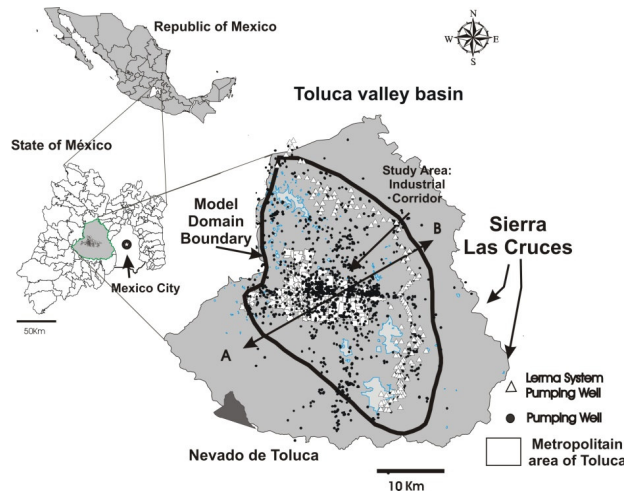 Republic of Mexico
N
W E
S
Toluca valley basin
State of México
Study Area:
Industrial
Corridor
Model
Domain
Boundary
B
Sierra
Las Cruces
Mexico City
50Km
A
Lerma System
Pumping Well
Pumping Well
Metropolitain
area of Toluca
Nevado de Toluca
10 Km